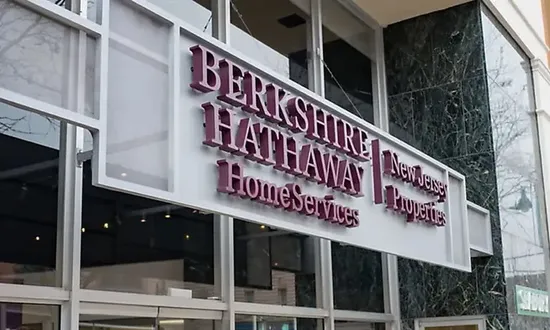 BERKSHIRE
HATHAWAY
HomeServices
New Jersey
Properties